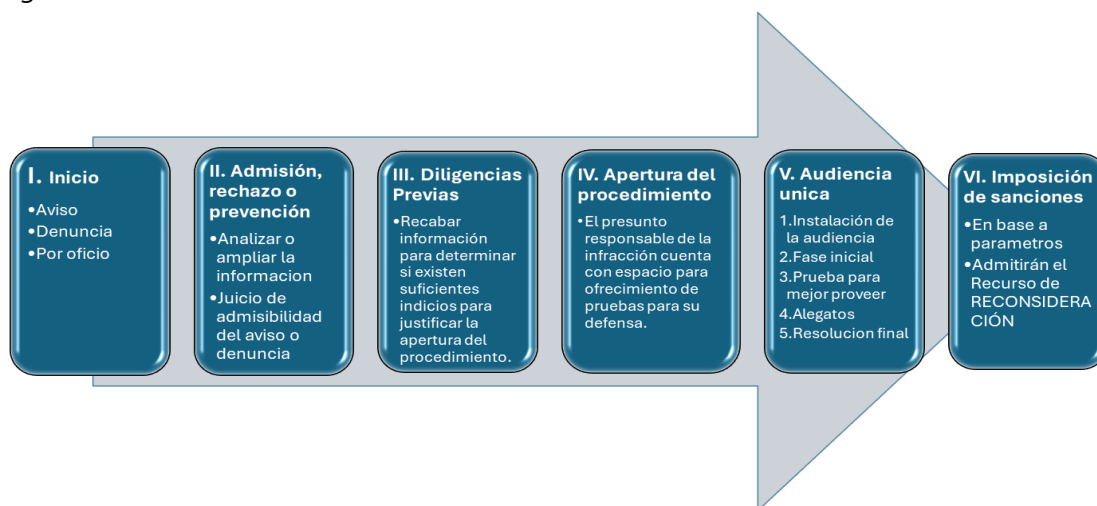 I. Inicio
•Aviso
•Denuncia
•Por oficio
II. Admisión,
rechazo o
prevención
•Analizar o
ampliar la
informacion
•Juicio de
admisibilidad
del aviso o
denuncia
III. Diligencias
Previas
•Recabar
información
para determinar
si existen
suficientes
indicios para
justificar la
apertura del
procedimiento.
IV. Apertura del
procedimiento
•El presunto
responsable de la
infracción cuenta
con espacio para
ofrecimiento de
pruebas para su
defensa.
V. Audiencia
unica
1.Instalación de
la audiencia
2.Fase inicial
3.Prueba para
mejor proveer
4.Alegatos
5.Resolucion final
VI. Imposición
de sanciones
•En base a
parametros
•Admitirán el
Recurso de
RECONSIDERA
CIÓN